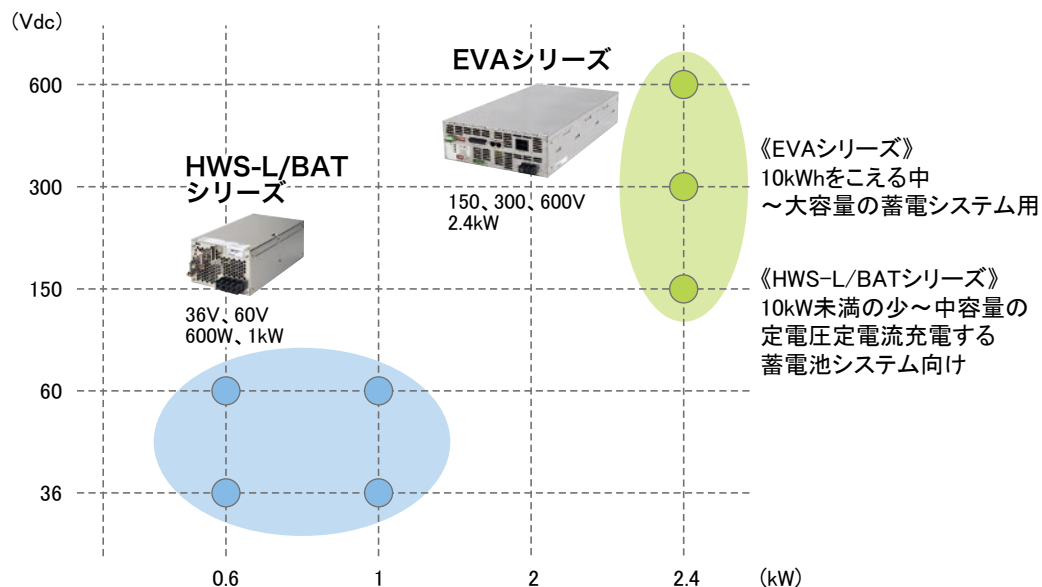 (Vdc)
600
300
150
60
36
EVAシリーズ
150、300、600V
2.4kW
HWS-L/BAT
シリーズ
36V、60V
600W、1kW
《EVAシリーズ》
10kWhをこえる中
～大容量の蓄電システム用
《HWS-L/BATシリーズ》
10kW未満の少～中容量の
定電圧定電流充電する
蓄電池システム向け
0.6
1
2
2.4
(kW)